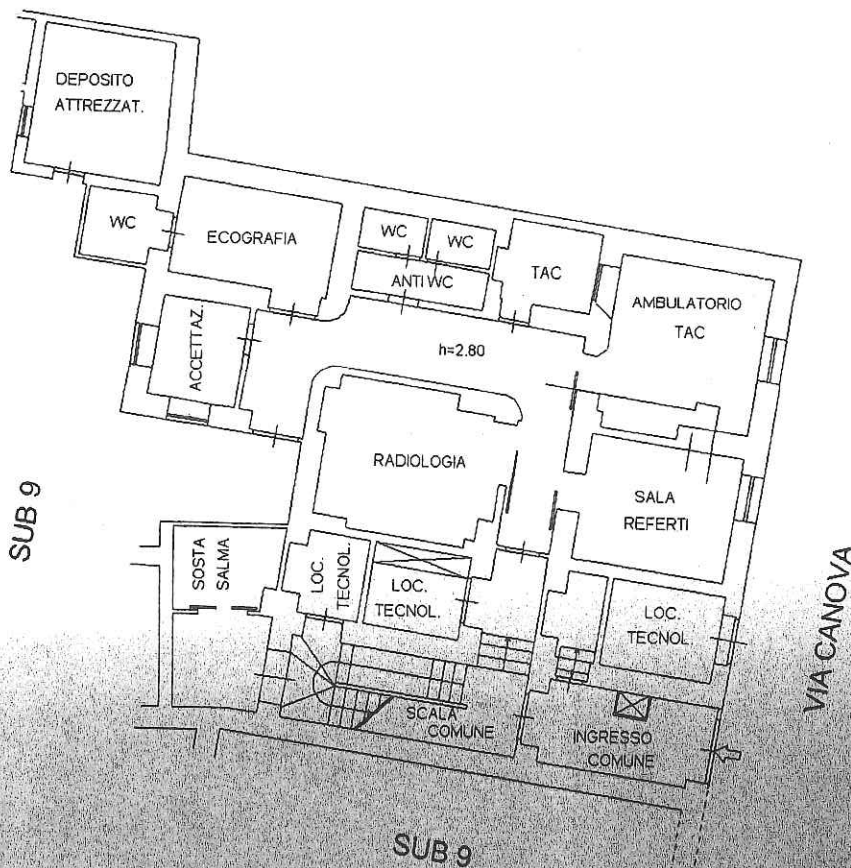 DEPOSITO
ATTREZZAT.
WC
ECOGRAFIA
WC
WC
ANTI WC
TAC
AMBULATORIO
TAC
ACCETTAZ.
h=2.80
RADIOLOGIA
SALA
REFERTI
SUB 9
SOSTA
SALMA
LOC.
TECNOL.
LOC.
TECNOL.
LOC.
TECNOL.
VIA CANOVA
SCALA
COMUNE
INGRESSO
COMUNE
SUB 9